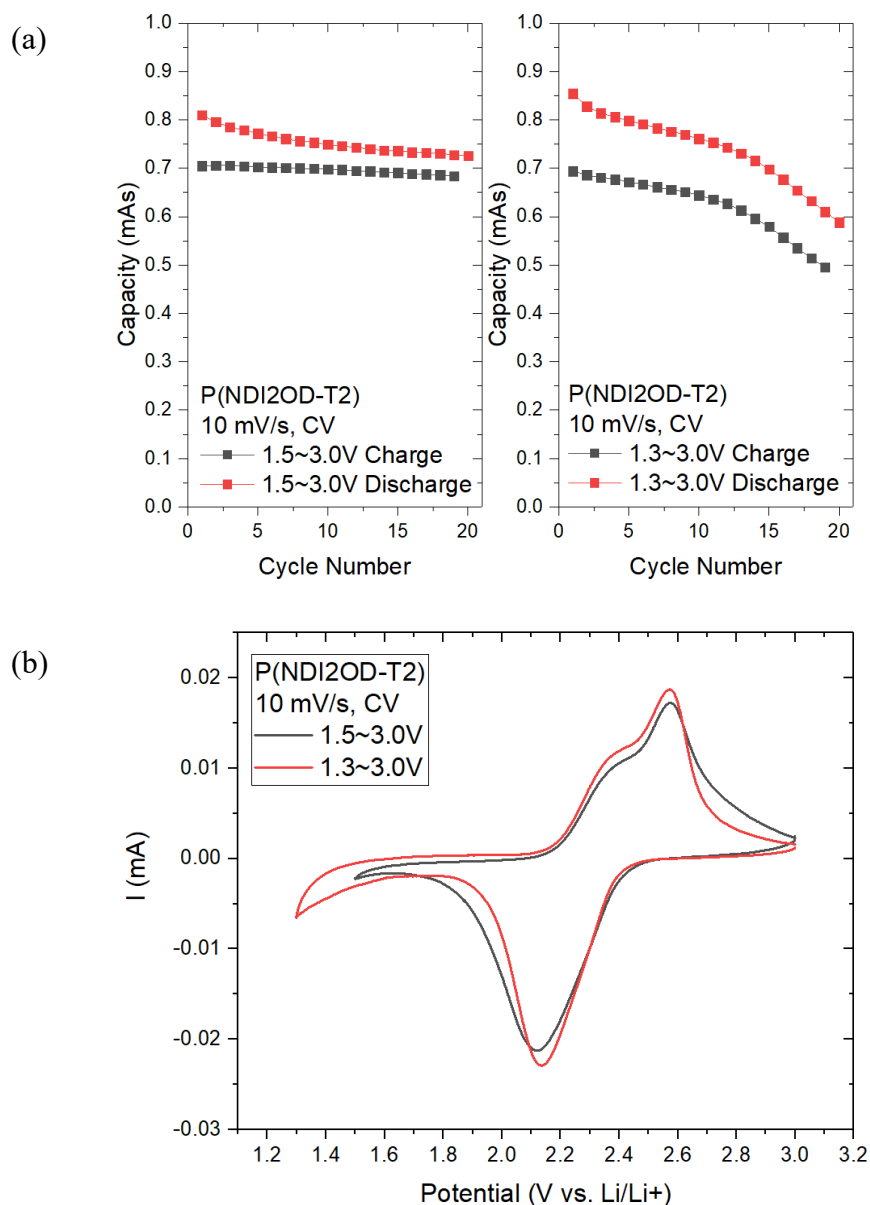 (a)
1.0
0.9
0.8
0.7
0.6
0.5
0.4
0.3
0.2
0.1
0.0
Capacity (mAs)
P(NDI2OD-T2)
10 mV/s, CV
1.5~3.0V Charge
1.5~3.0V Discharge
0 5 10 15 20
Cycle Number
1.0
0.9
0.8
0.7
0.6
0.5
0.4
0.3
0.2
0.1
0.0
Capacity (mAs)
P(NDI2OD-T2)
10 mV/s, CV
1.3~3.0V Charge
1.3~3.0V Discharge
0 5 10 15 20
Cycle Number
(b)
0.02
0.01
0.00
-0.01
-0.02
-0.03
I (mA)
P(NDI2OD-T2)
10 mV/s, CV
1.5~3.0V
1.3~3.0V
1.2 1.4 1.6 1.8 2.0 2.2 2.4 2.6 2.8 3.0 3.2
Potential (V vs. Li/Li+)